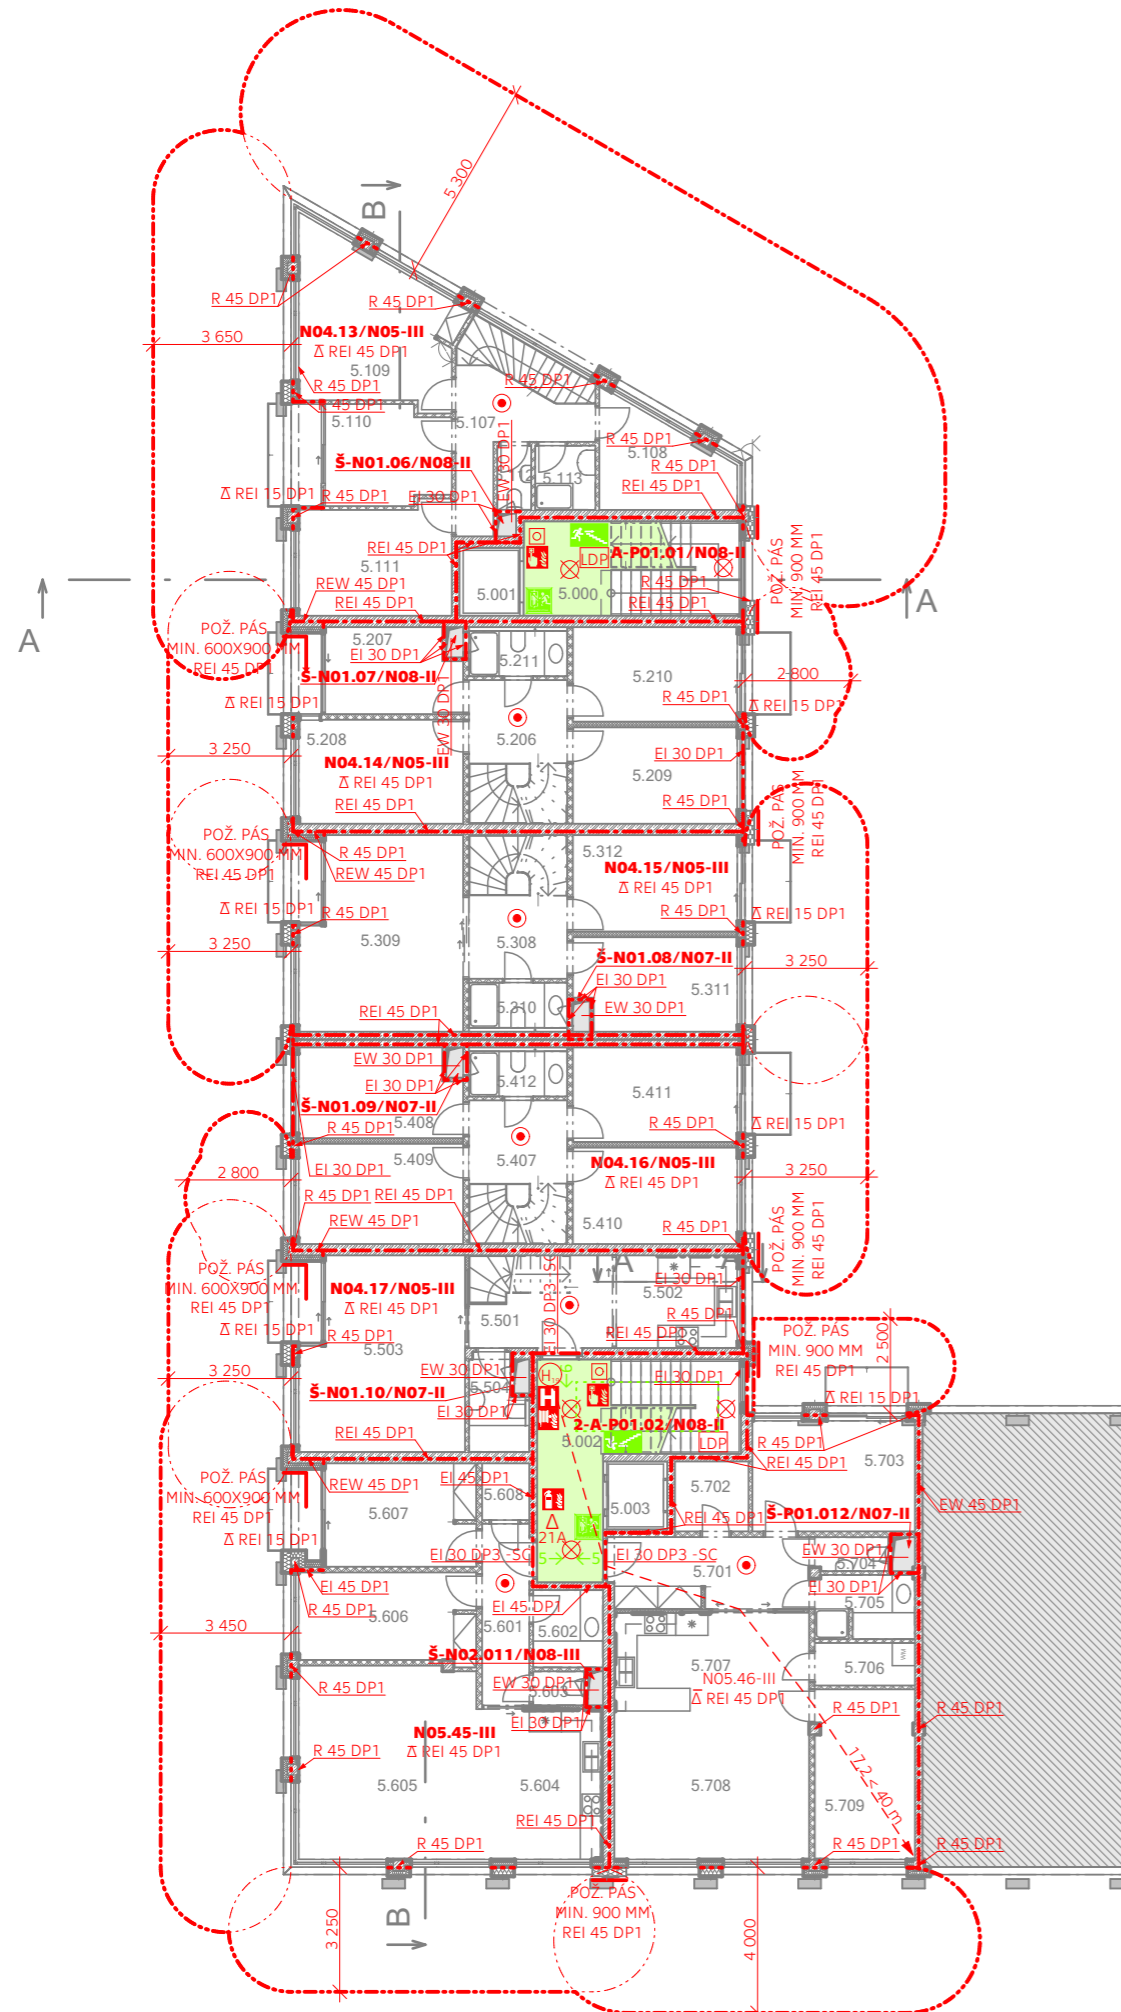 5 300
B
R 45 DP1
R 45 DP1
3 650
N04.13/N05-III
REI 45 DP1
5.109
R 45 DP1
R 45 DP1
R 45 DP1
5.110
5.107
EW 30 DP1
R 45 DP1
5.108
Š-N01.06/N08-II
5.113
R 45 DP1
REI 45 DP1
REI 15 DP1
R 45 DP1
EI 30 DP1
REI 45 DP1
LDP
A-P01.01/N08-II
5.111
5.001
5.000
R 45 DP1
REI 45 DP1
POŽ. PÁS
MIN. 900 MM
REI 45 DP1
REW 45 DP1
REI 45 DP1
A
A
POŽ. PÁS
MIN. 600X900 MM
REI 45 DP1
5.207
EI 30 DP1
5.211
Š-N01.07/N08-II
5.210
2 800
REI 15 DP1
EW 30 DP1
R 45 DP1
REI 15 DP1
5.208
5.206
3 250
N04.14/N05-III
REI 45 DP1
EI 30 DP1
5.209
REI 45 DP1
R 45 DP1
POŽ. PÁS
MIN. 900 MM
REI 45 DP1
POŽ. PÁS
MIN. 600X900 MM
REI 45 DP1
R 45 DP1
REW 45 DP1
5.312
N04.15/N05-III
REI 45 DP1
REI 15 DP1
R 45 DP1
R 45 DP1
REI 15 DP1
3 250
5.309
5.308
Š-N01.08/N07-II
3 250
EI 30 DP1
5.311
5.310
EW 30 DP1
REI 45 DP1
EW 30 DP1
EI 30 DP1
5.412
5.411
Š-N01.09/N07-II
5.408
R 45 DP1
R 45 DP1
REI 15 DP1
5.409
5.407
N04.16/N05-III
REI 45 DP1
2 800
EI 30 DP1
3 250
R 45 DP1
REI 45 DP1
REW 45 DP1
5.410
R 45 DP1
POŽ. PÁS
MIN. 900 MM
REI 45 DP1
POŽ. PÁS
MIN. 600X900 MM
REI 45 DP1
N04.17/N05-III
REI 45 DP1
EI 30 DP3 -SC
A
A
EI 30 DP1
5.502
REI 15 DP1
5.501
R 45 DP1
R 45 DP1
REI 45 DP1
5.503
POŽ. PÁS
MIN. 900 MM
REI 45 DP1
2 500
3 250
EW 30 DP1
5.504
EI 30 DP1
Š-N01.10/N07-II
EI 30 DP1
REI 15 DP1
2-A-P01.02/N08-II
REI 45 DP1
5.002
LDP
R 45 DP1
5.703
REI 45 DP1
POŽ. PÁS
MIN. 600X900 MM
REI 45 DP1
REW 45 DP1
EI 45 DP1
5.608
5.702
5.607
5.003
REI 45 DP1
EW 45 DP1
Š-P01.012/N07-II
REI 15 DP1
21A
5
5
EI 30 DP3 -SC
EI 30 DP3 -SC
EW 30 DP1
5.704
5.701
EI 45 DP1
R 45 DP1
5.606
EI 45 DP1
EI 30 DP1
5.705
3 450
5.601
5.602
Š-N02.011/N08-III
5.707
5.706
WM
R 45 DP1
EW 30 DP1
5.603
N05.46-III
REI 45 DP1
EI 30 DP1
R 45 DP1
R 45 DP1
N05.45-III
REI 45 DP1
R 45 DP1
5.605
5.604
5.708
17,2 < 40 m
5.709
REI 45 DP1
R 45 DP1
R 45 DP1
R 45 DP1
POŽ. PÁS
MIN. 900 MM
REI 45 DP1
B
3 250
4 000